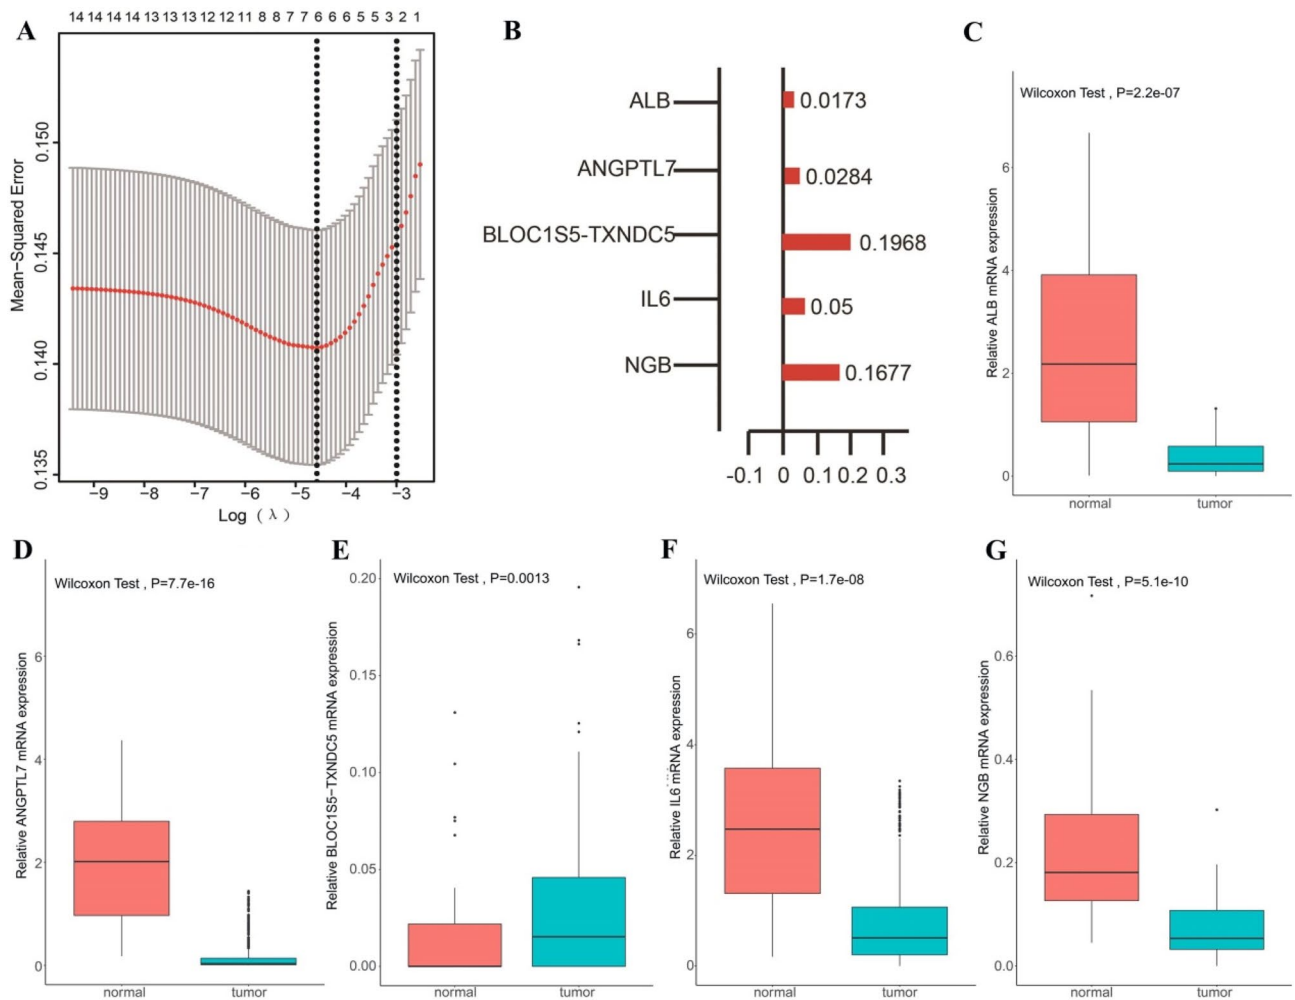 A
14 14 14 14 13 13 13 12 12 11 8 8 7 7 6 6 6 5 5 3 2 1
Mean−Squared Error
0.150
0.145
0.140
0.135
−9 −8 −7 −6 −5 −4 −3
Log (λ)
B
ALB 0.0173
ANGPTL7 0.0284
BLOC1S5-TXNDC5 0.1968
IL6 0.05
NGB 0.1677
-0.1 0 0.1 0.2 0.3
C
Wilcoxon Test , P=2.2e-07
Relative ALB mRNA expression
6
4
2
0
normal tumor
D
Wilcoxon Test , P=7.7e-16
Relative ANGPTL7 mRNA expression
6
4
2
0
normal tumor
E
Wilcoxon Test , P=0.0013
Relative BLOC1S5−TXNDC5 mRNA expression
0.20
0.15
0.10
0.05
0.00
normal tumor
F
Wilcoxon Test , P=1.7e-08
Relative IL6 mRNA expression
6
4
2
0
normal tumor
G
Wilcoxon Test , P=5.1e-10
Relative NGB mRNA expression
0.6
0.4
0.2
0.0
normal tumor